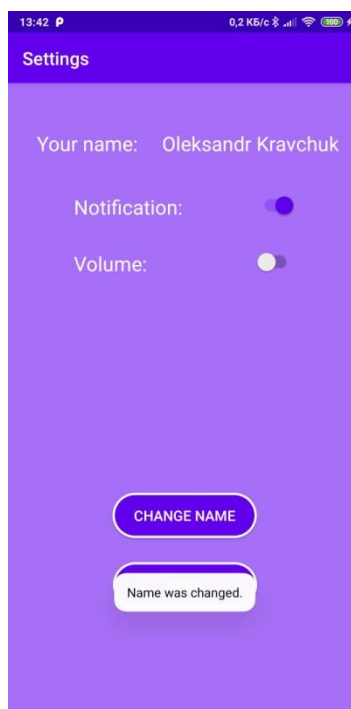 13:42 P 0,2 КБ/с 100
Settings
Your name: Oleksandr Kravchuk
Notification:
Volume:
CHANGE NAME
Name was changed.